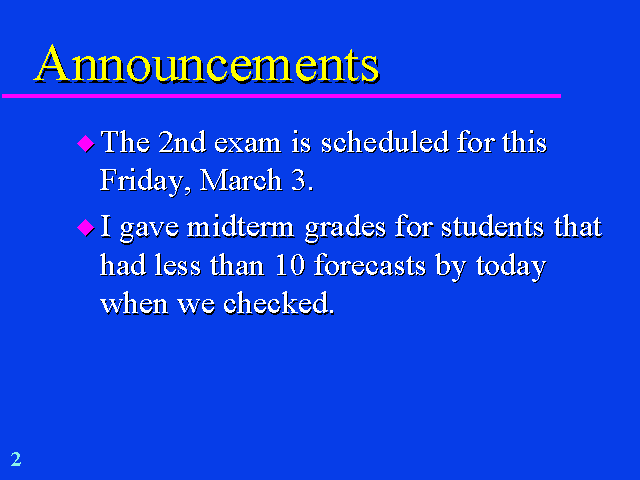 Announcements
The 2nd exam is scheduled for this
Friday, March 3.
I gave midterm grades for students that
had less than 10 forecasts by today
when we checked.
2